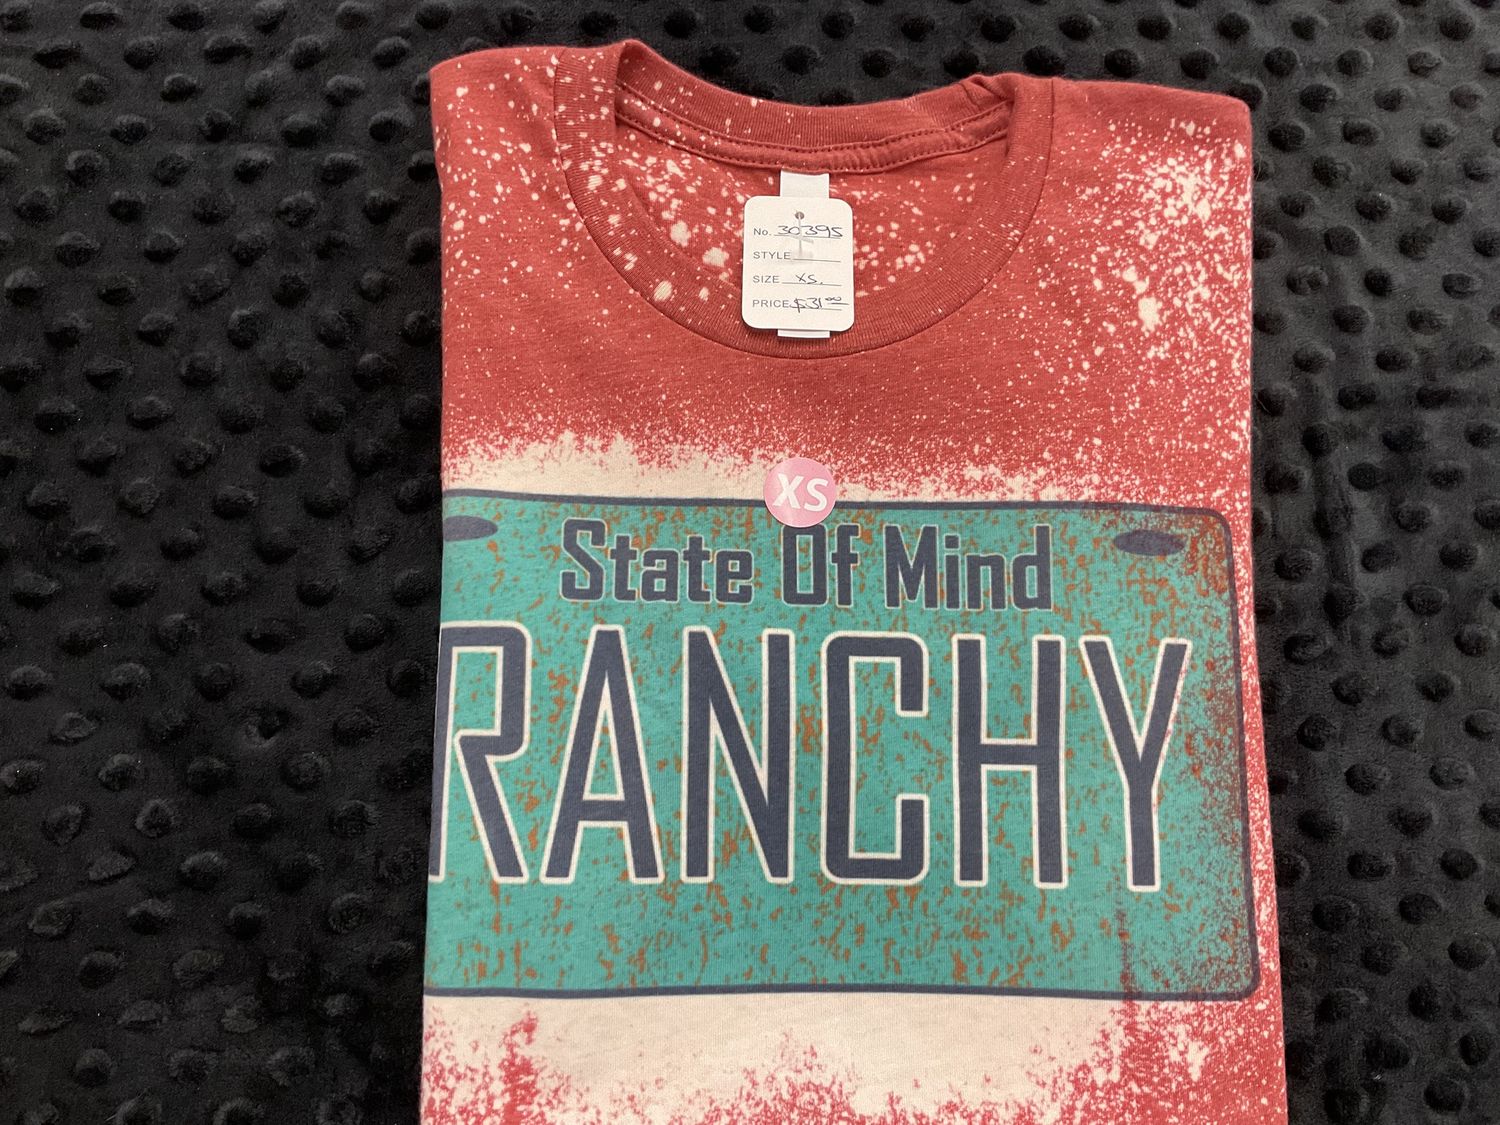 No. 30395
STYLE
SIZE XS.
PRICE $31.00
XS
State Of Mind
RANCHY